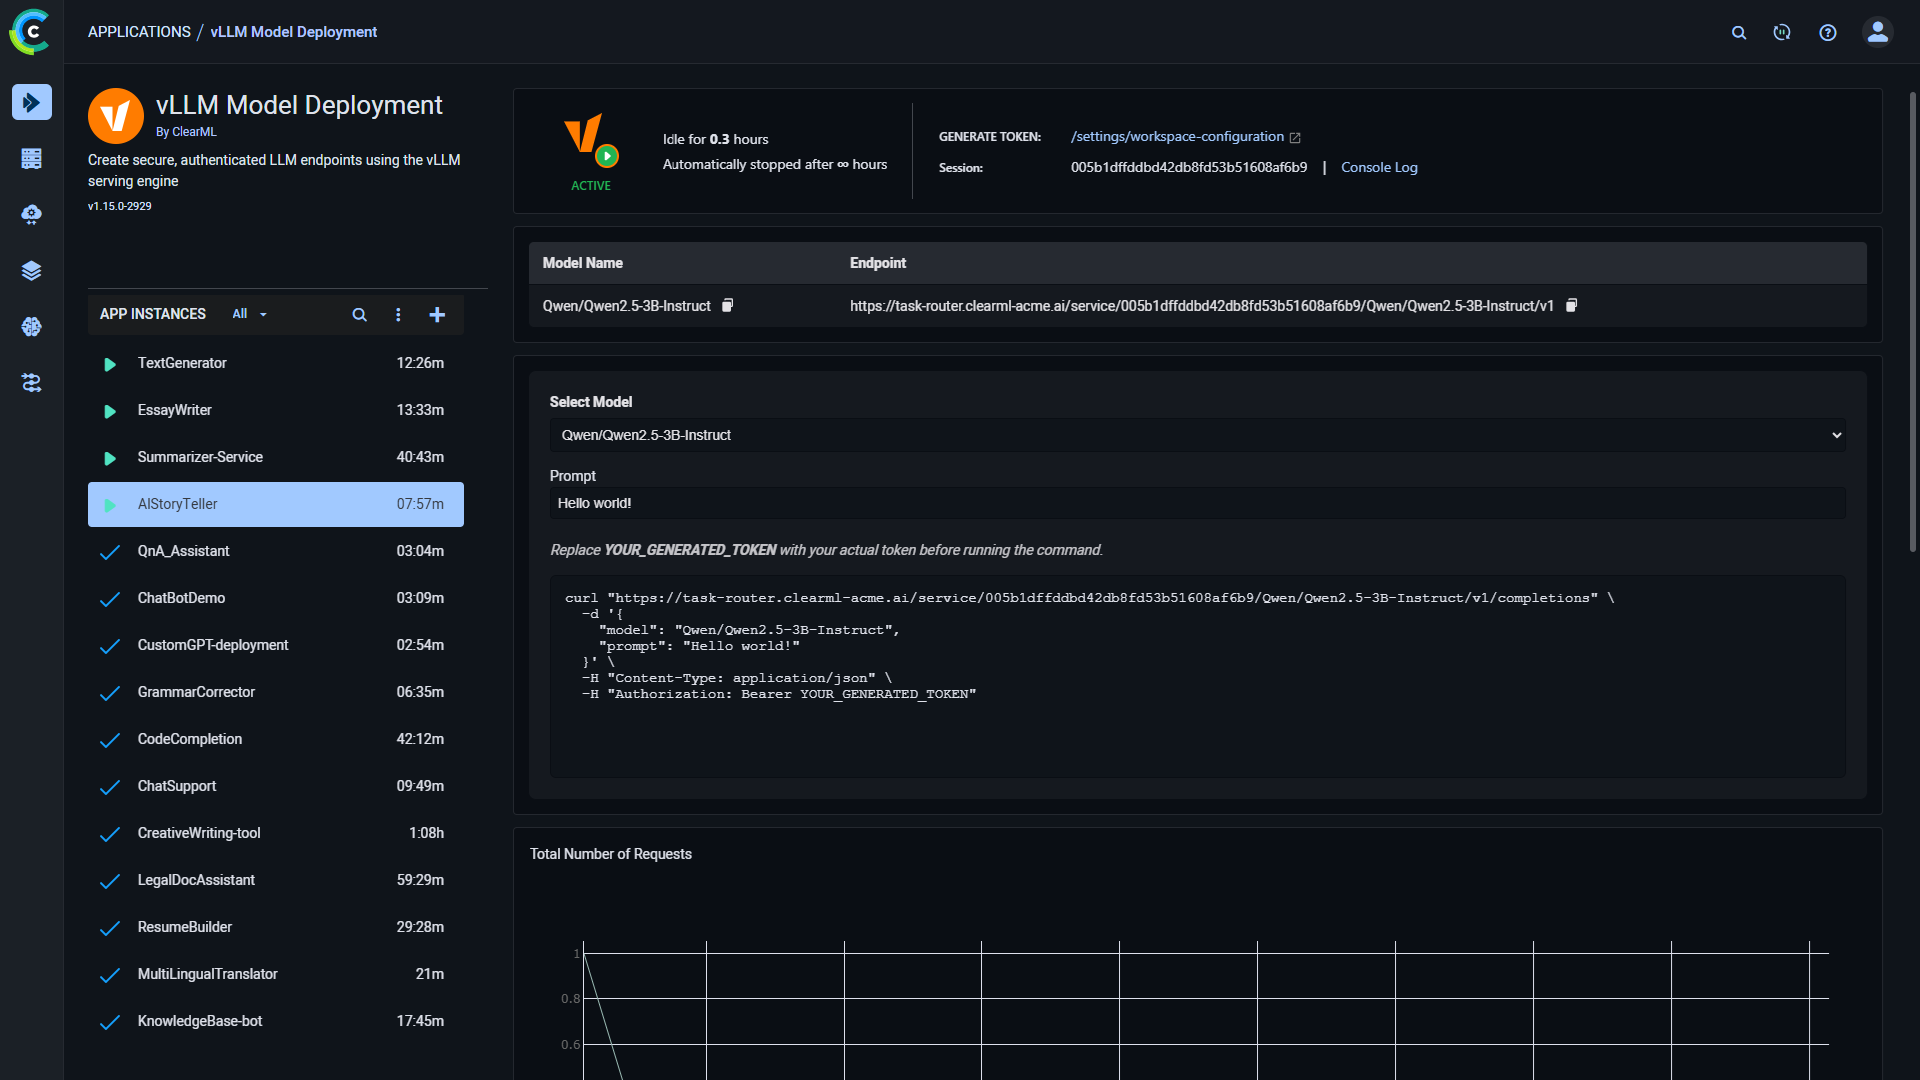 APPLICATIONS / vLLM Model Deployment
vLLM Model Deployment
By ClearML
Create secure, authenticated LLM endpoints using the vLLM
serving engine
v1.15.0-2929
APP INSTANCES All
TextGenerator 12:26m
EssayWriter 13:33m
Summarizer-Service 40:43m
AIStoryTeller 07:57m
QnA_Assistant 03:04m
ChatBotDemo 03:09m
CustomGPT-deployment 02:54m
GrammarCorrector 06:35m
CodeCompletion 42:12m
ChatSupport 09:49m
CreativeWriting-tool 1:08h
LegalDocAssistant 59:29m
ResumeBuilder 29:28m
MultiLingualTranslator 21m
KnowledgeBase-bot 17:45m
ACTIVE
Idle for 0.3 hours
Automatically stopped after ∞ hours
GENERATE TOKEN: /settings/workspace-configuration
Session: 005b1dffddbd42db8fd53b51608af6b9 | Console Log
Model Name Endpoint
Qwen/Qwen2.5-3B-Instruct https://task-router.clearml-acme.ai/service/005b1dffddbd42db8fd53b51608af6b9/Qwen/Qwen2.5-3B-Instruct/v1
Select Model
Qwen/Qwen2.5-3B-Instruct
Prompt
Hello world!
Replace YOUR_GENERATED_TOKEN with your actual token before running the command.
curl "https://task-router.clearml-acme.ai/service/005b1dffddbd42db8fd53b51608af6b9/Qwen/Qwen2.5-3B-Instruct/v1/completions" \
-d '{
"model": "Qwen/Qwen2.5-3B-Instruct",
"prompt": "Hello world!"
}' \
-H "Content-Type: application/json" \
-H "Authorization: Bearer YOUR_GENERATED_TOKEN"
Total Number of Requests
1
0.8
0.6